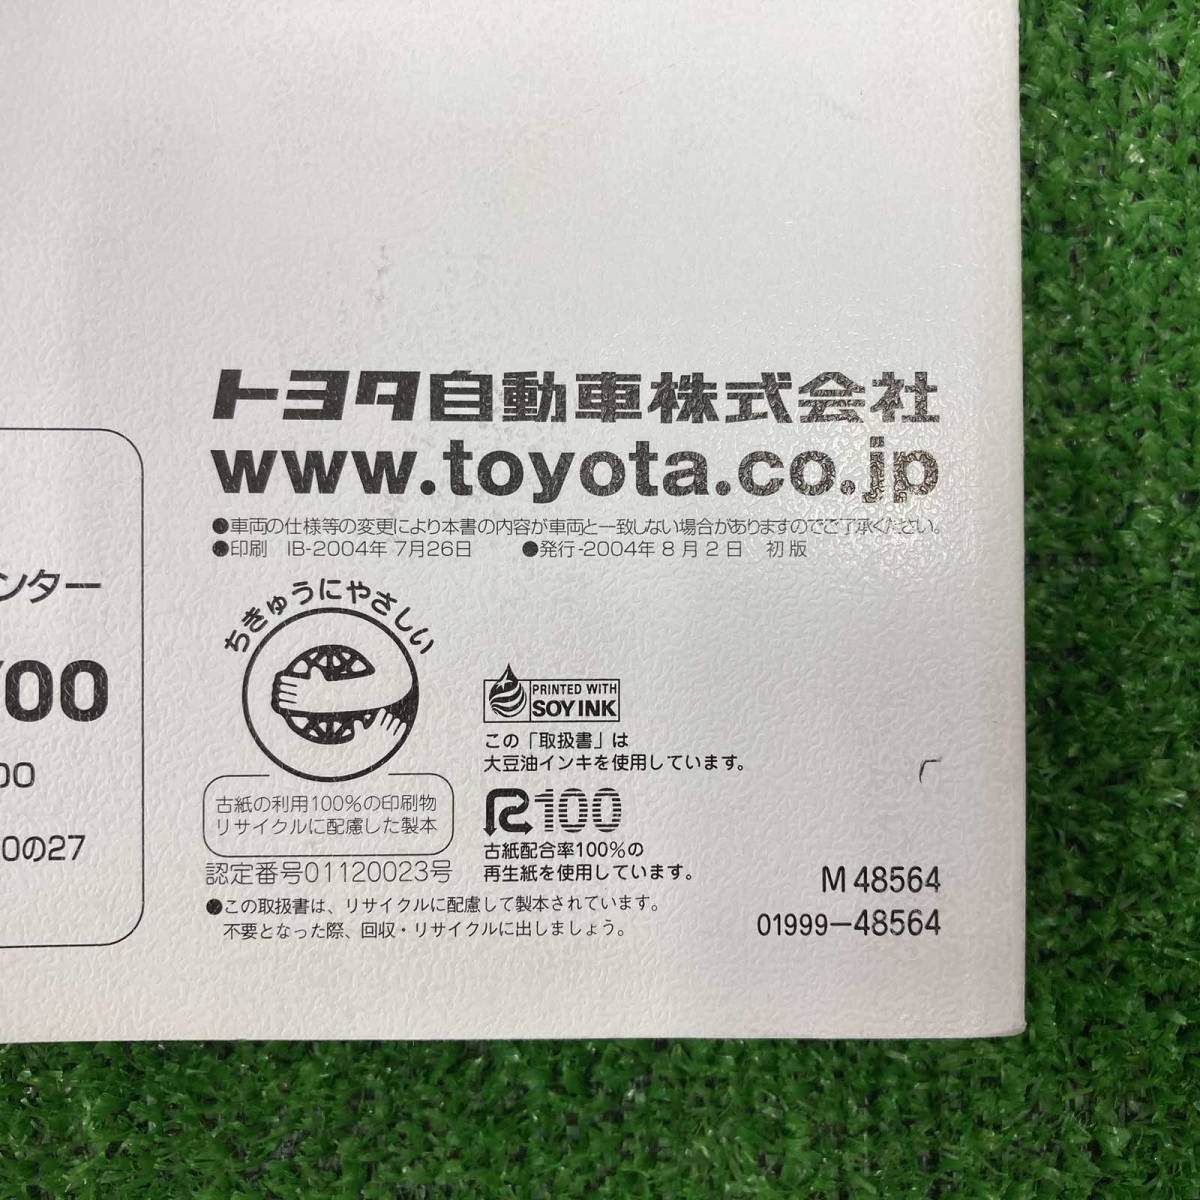 トヨタ自動車株式会社
www.toyota.co.jp
●車両の仕様等の変更により本書の内容が車両と一致しない場合がありますのでご了承ください。
●印刷 IB-2004年 7月26日 ●発行-2004年 8月2日 初版
ンター
00
00
0の27
ちきゅうにやさしい
古紙の利用100%の印刷物
リサイクルに配慮した製本
認定番号01120023号
PRINTED WITH
SOY INK
この「取扱書」は
大豆油インキを使用しています。
R100
古紙配合率100%の
再生紙を使用しています。
●この取扱書は、リサイクルに配慮して製本されています。
不要となった際、回収・リサイクルに出しましょう。
M 48564
01999-48564